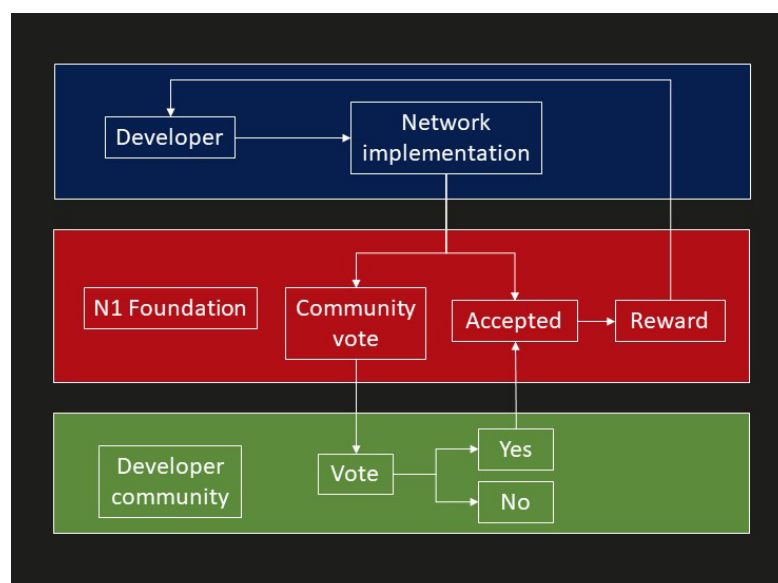 Developer
Network
implementation
N1 Foundation
Community
vote
Accepted
Reward
Developer
community
Vote
Yes
No